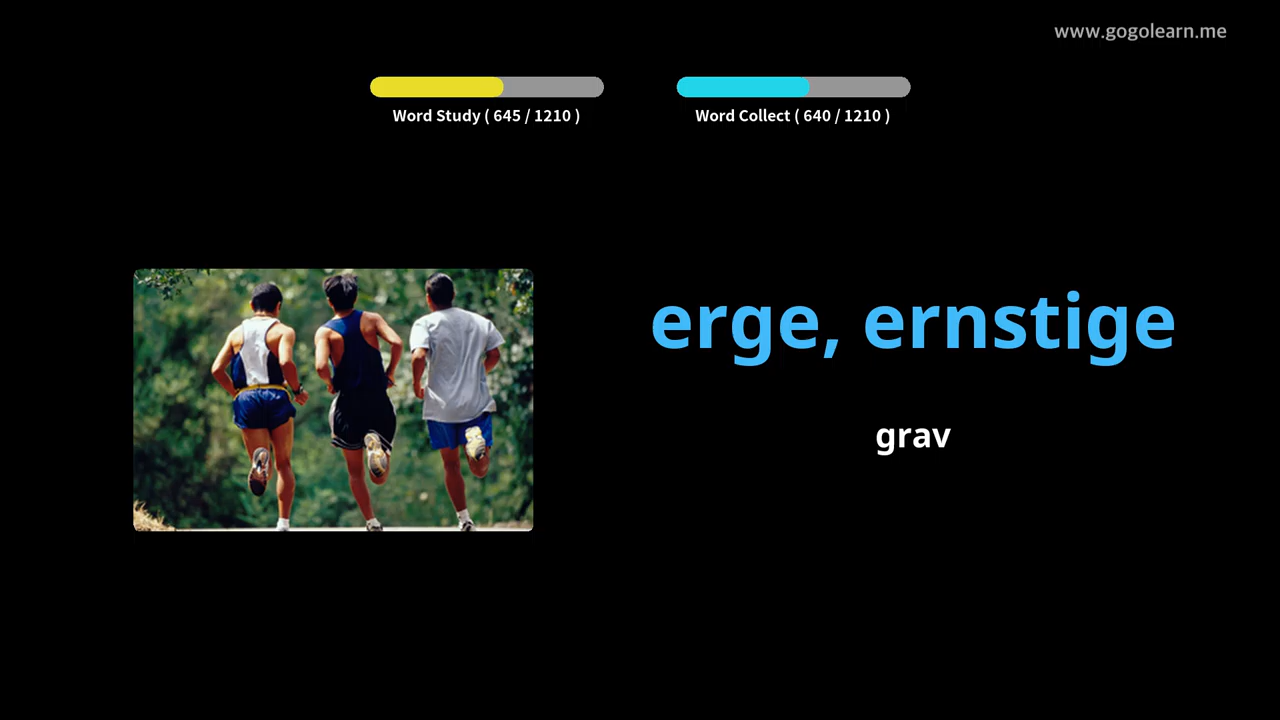 www.gogolearn.me
Word Study ( 645 / 1210 )
Word Collect ( 640 / 1210 )
erge, ernstige
grav